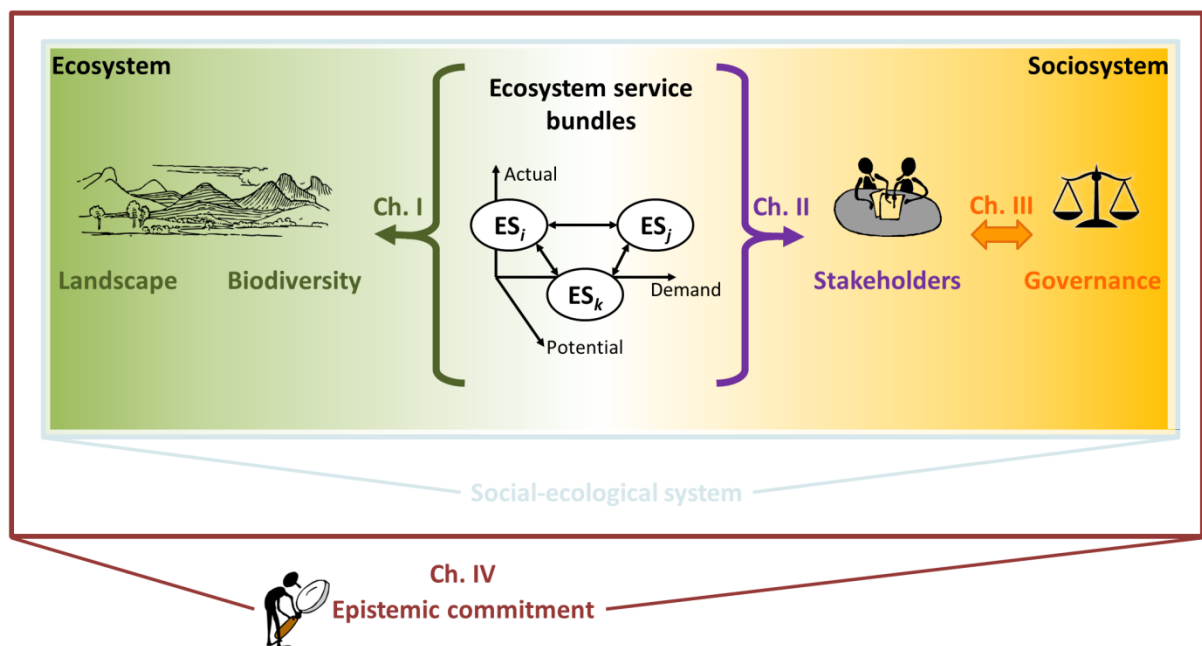 Ecosystem
Sociosystem
Ecosystem service
bundles
Actual
Ch. I
Ch. II
Ch. III
ESi
ESj
ESk
Landscape
Biodiversity
Demand
Potential
Stakeholders
Governance
Social-ecological system
Ch. IV
Epistemic commitment